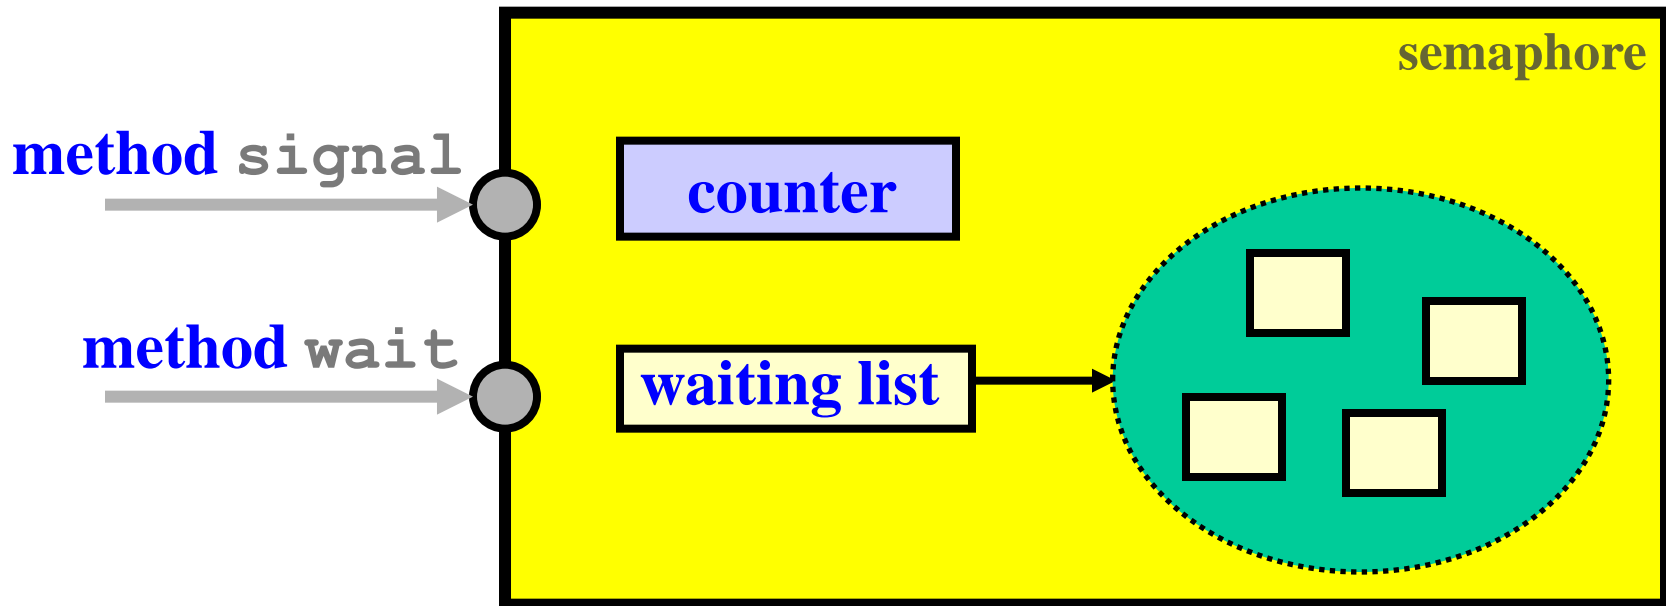 semaphore
method signal
counter
method wait
waiting list